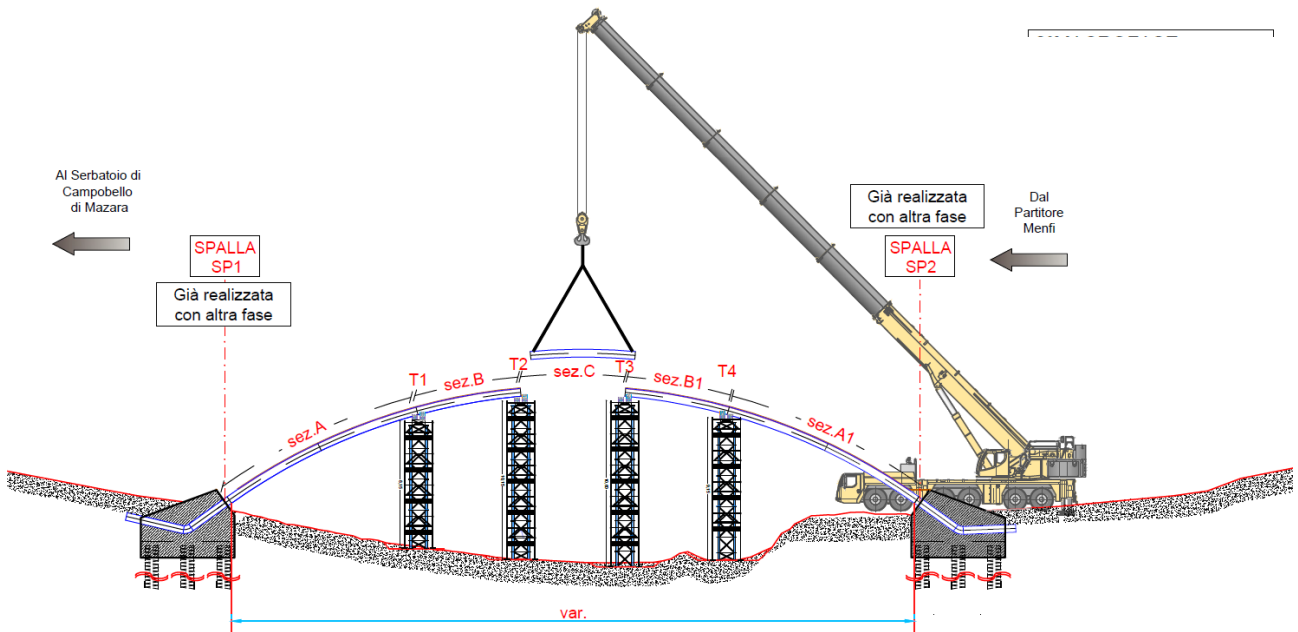 Al Serbatoio di
Campobello
di Mazara
SPALLA
SP1
Già realizzata
con altra fase
Già realizzata
con altra fase
SPALLA
SP2
Dal
Partitore
Menfi
T1
sez.B
T2
sez.C
T3
sez.B1
T4
sez.A
sez.A1
var.